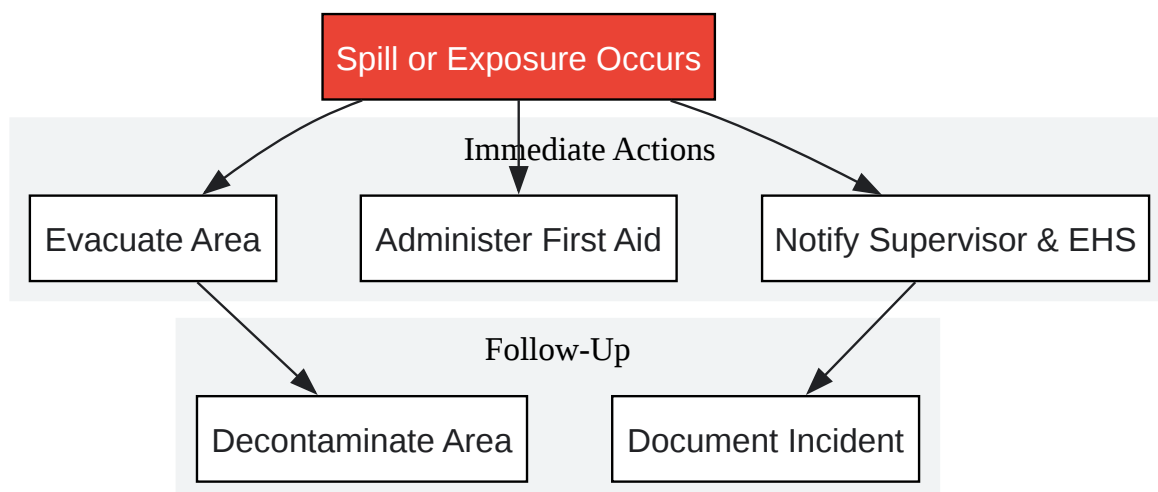 Spill or Exposure Occurs
Immediate Actions
Evacuate Area
Administer First Aid
Notify Supervisor & EHS
Follow-Up
Decontaminate Area
Document Incident